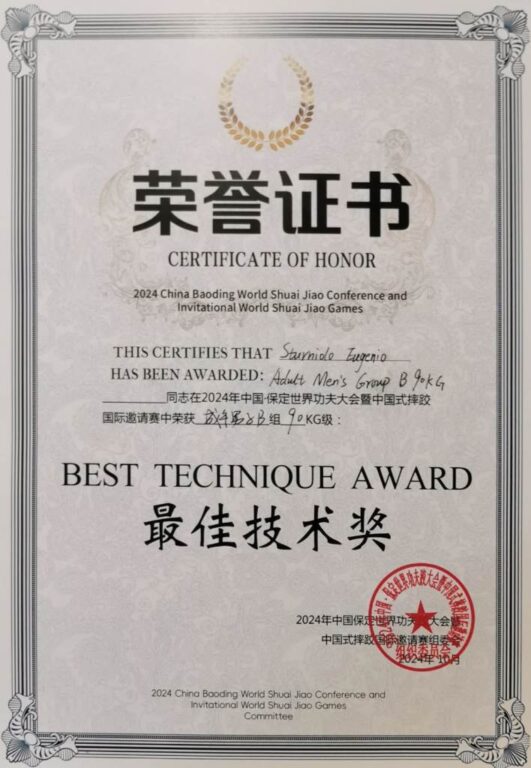 荣誉证书
CERTIFICATE OF HONOR
2024 China Baoding World Shuai Jiao Conference and
Invitational World Shuai Jiao Games
THIS CERTIFIES THAT Sturniolo Eugenio
HAS BEEN AWARDED: Adult Men's Group B 90KG
同志在2024年中国·保定世界功夫大会暨中国式摔跤
国际邀请赛中荣获 B组 90 KG级：
BEST TECHNIQUE AWARD
最佳技术奖
2024年中国保定世界功夫大会暨
中国式摔跤国际邀请赛组委会
组织委员会
2024年10月
2024 China Baoding World Shuai Jiao Conference and
Invitational World Shuai Jiao Games
Committee